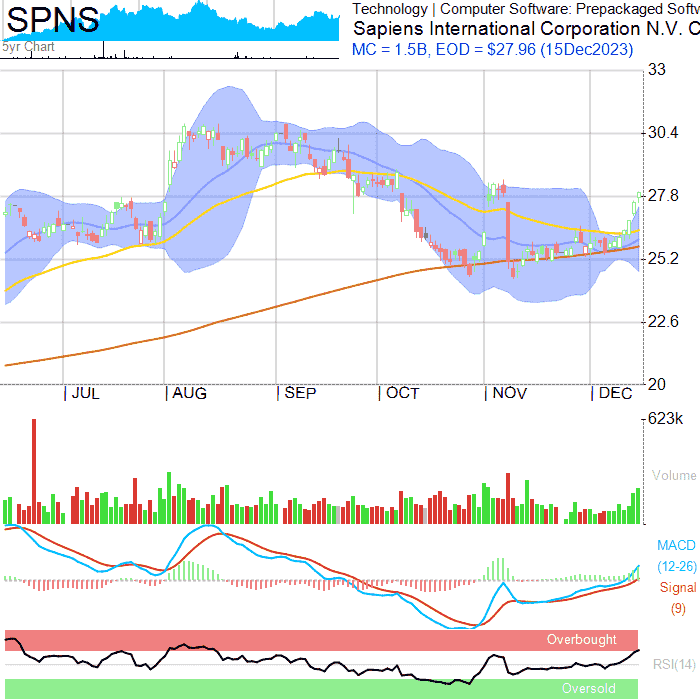 SPNS
5yr Chart
Technology | Computer Software: Prepackaged Softw
Sapiens International Corporation N.V. C
MC = 1.5B, EOD = $27.96 (15Dec2023)
33
30.4
27.8
25.2
22.6
20
JUL AUG SEP OCT NOV DEC
623k
Volume
MACD
(12-26)
Signal
(9)
Overbought
RSI(14)
Oversold